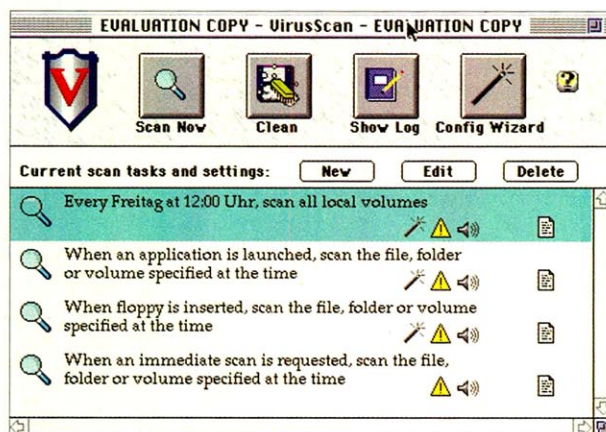 EVALUATION COPY - VirusScan - EVALUATION COPY
V
Scan Now
Clean
Show Log
Config Wizard
?
Current scan tasks and settings:
New
Edit
Delete
Every Freitag at 12:00 Uhr, scan all local volumes
When an application is launched, scan the file, folder
or volume specified at the time
When floppy is inserted, scan the file, folder or volume
specified at the time
When an immediate scan is requested, scan the file,
folder or volume specified at the time